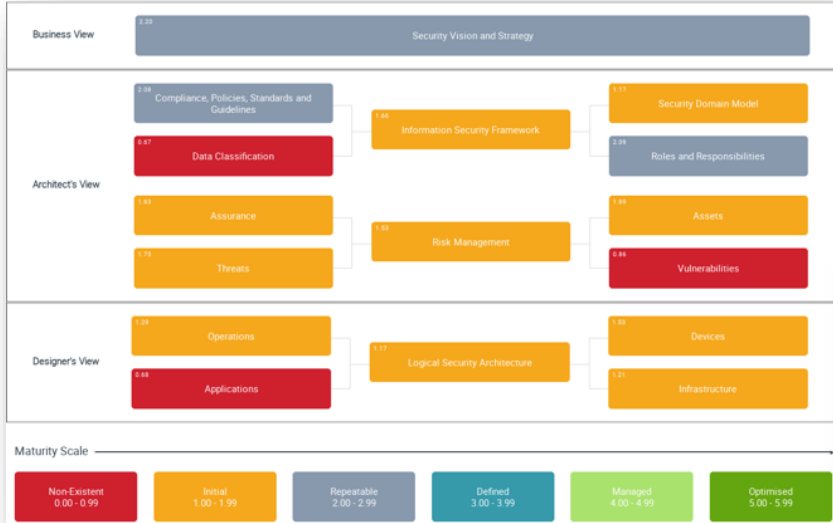 2.20
Business View
Security Vision and Strategy
2.08
Compliance, Policies, Standards and
Guidelines
1.17
Security Domain Model
1.66
Information Security Framework
0.67
Data Classification
2.09
Roles and Responsibilities
Architect's View
1.63
Assurance
1.69
Assets
Risk Management
1.75
Threats
0.86
Vulnerabilities
1.29
Operations
Devices
1.17
Designer's View
Logical Security Architecture
0.68
Applications
1.21
Infrastructure
Maturity Scale
Non-Existent
0.00 - 0.99
Initial
1.00 - 1.99
Repeatable
2.00 - 2.99
Defined
3.00 - 3.99
Managed
4.00 - 4.99
Optimised
5.00 - 5.99